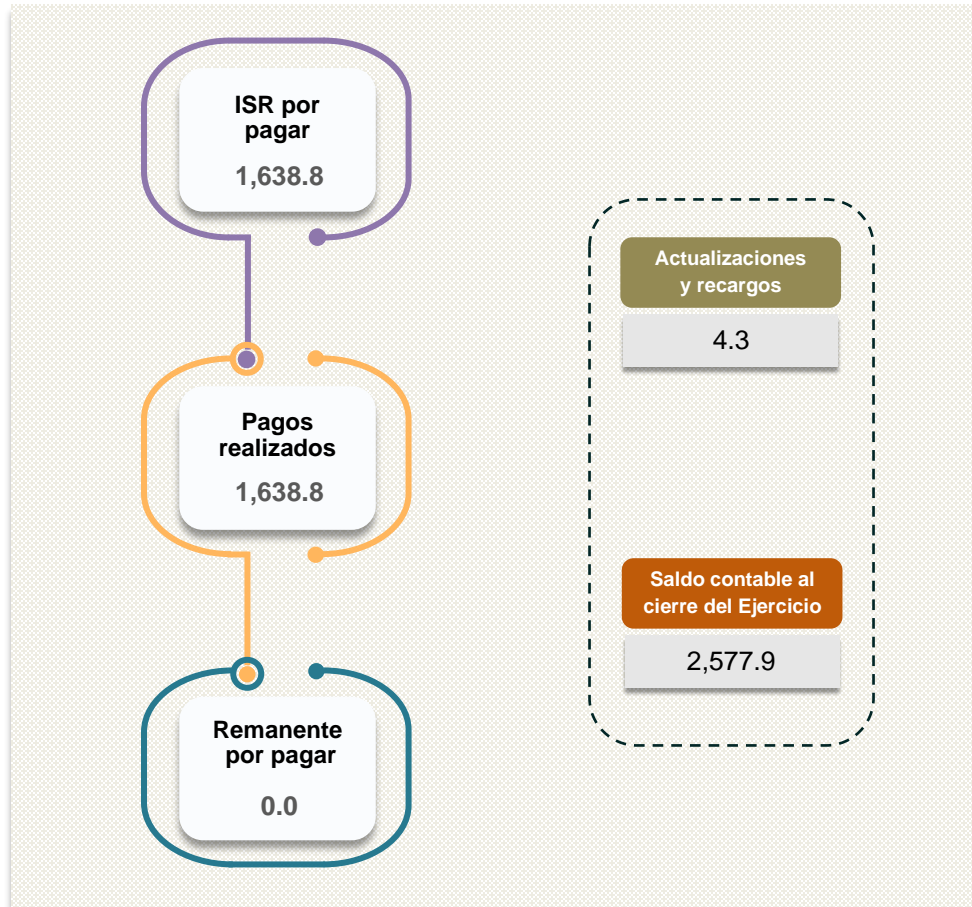 ISR por
pagar
1,638.8
Pagos
realizados
1,638.8
Remanente
por pagar
0.0
Actualizaciones
y recargos
4.3
Saldo contable al
cierre del Ejercicio
2,577.9